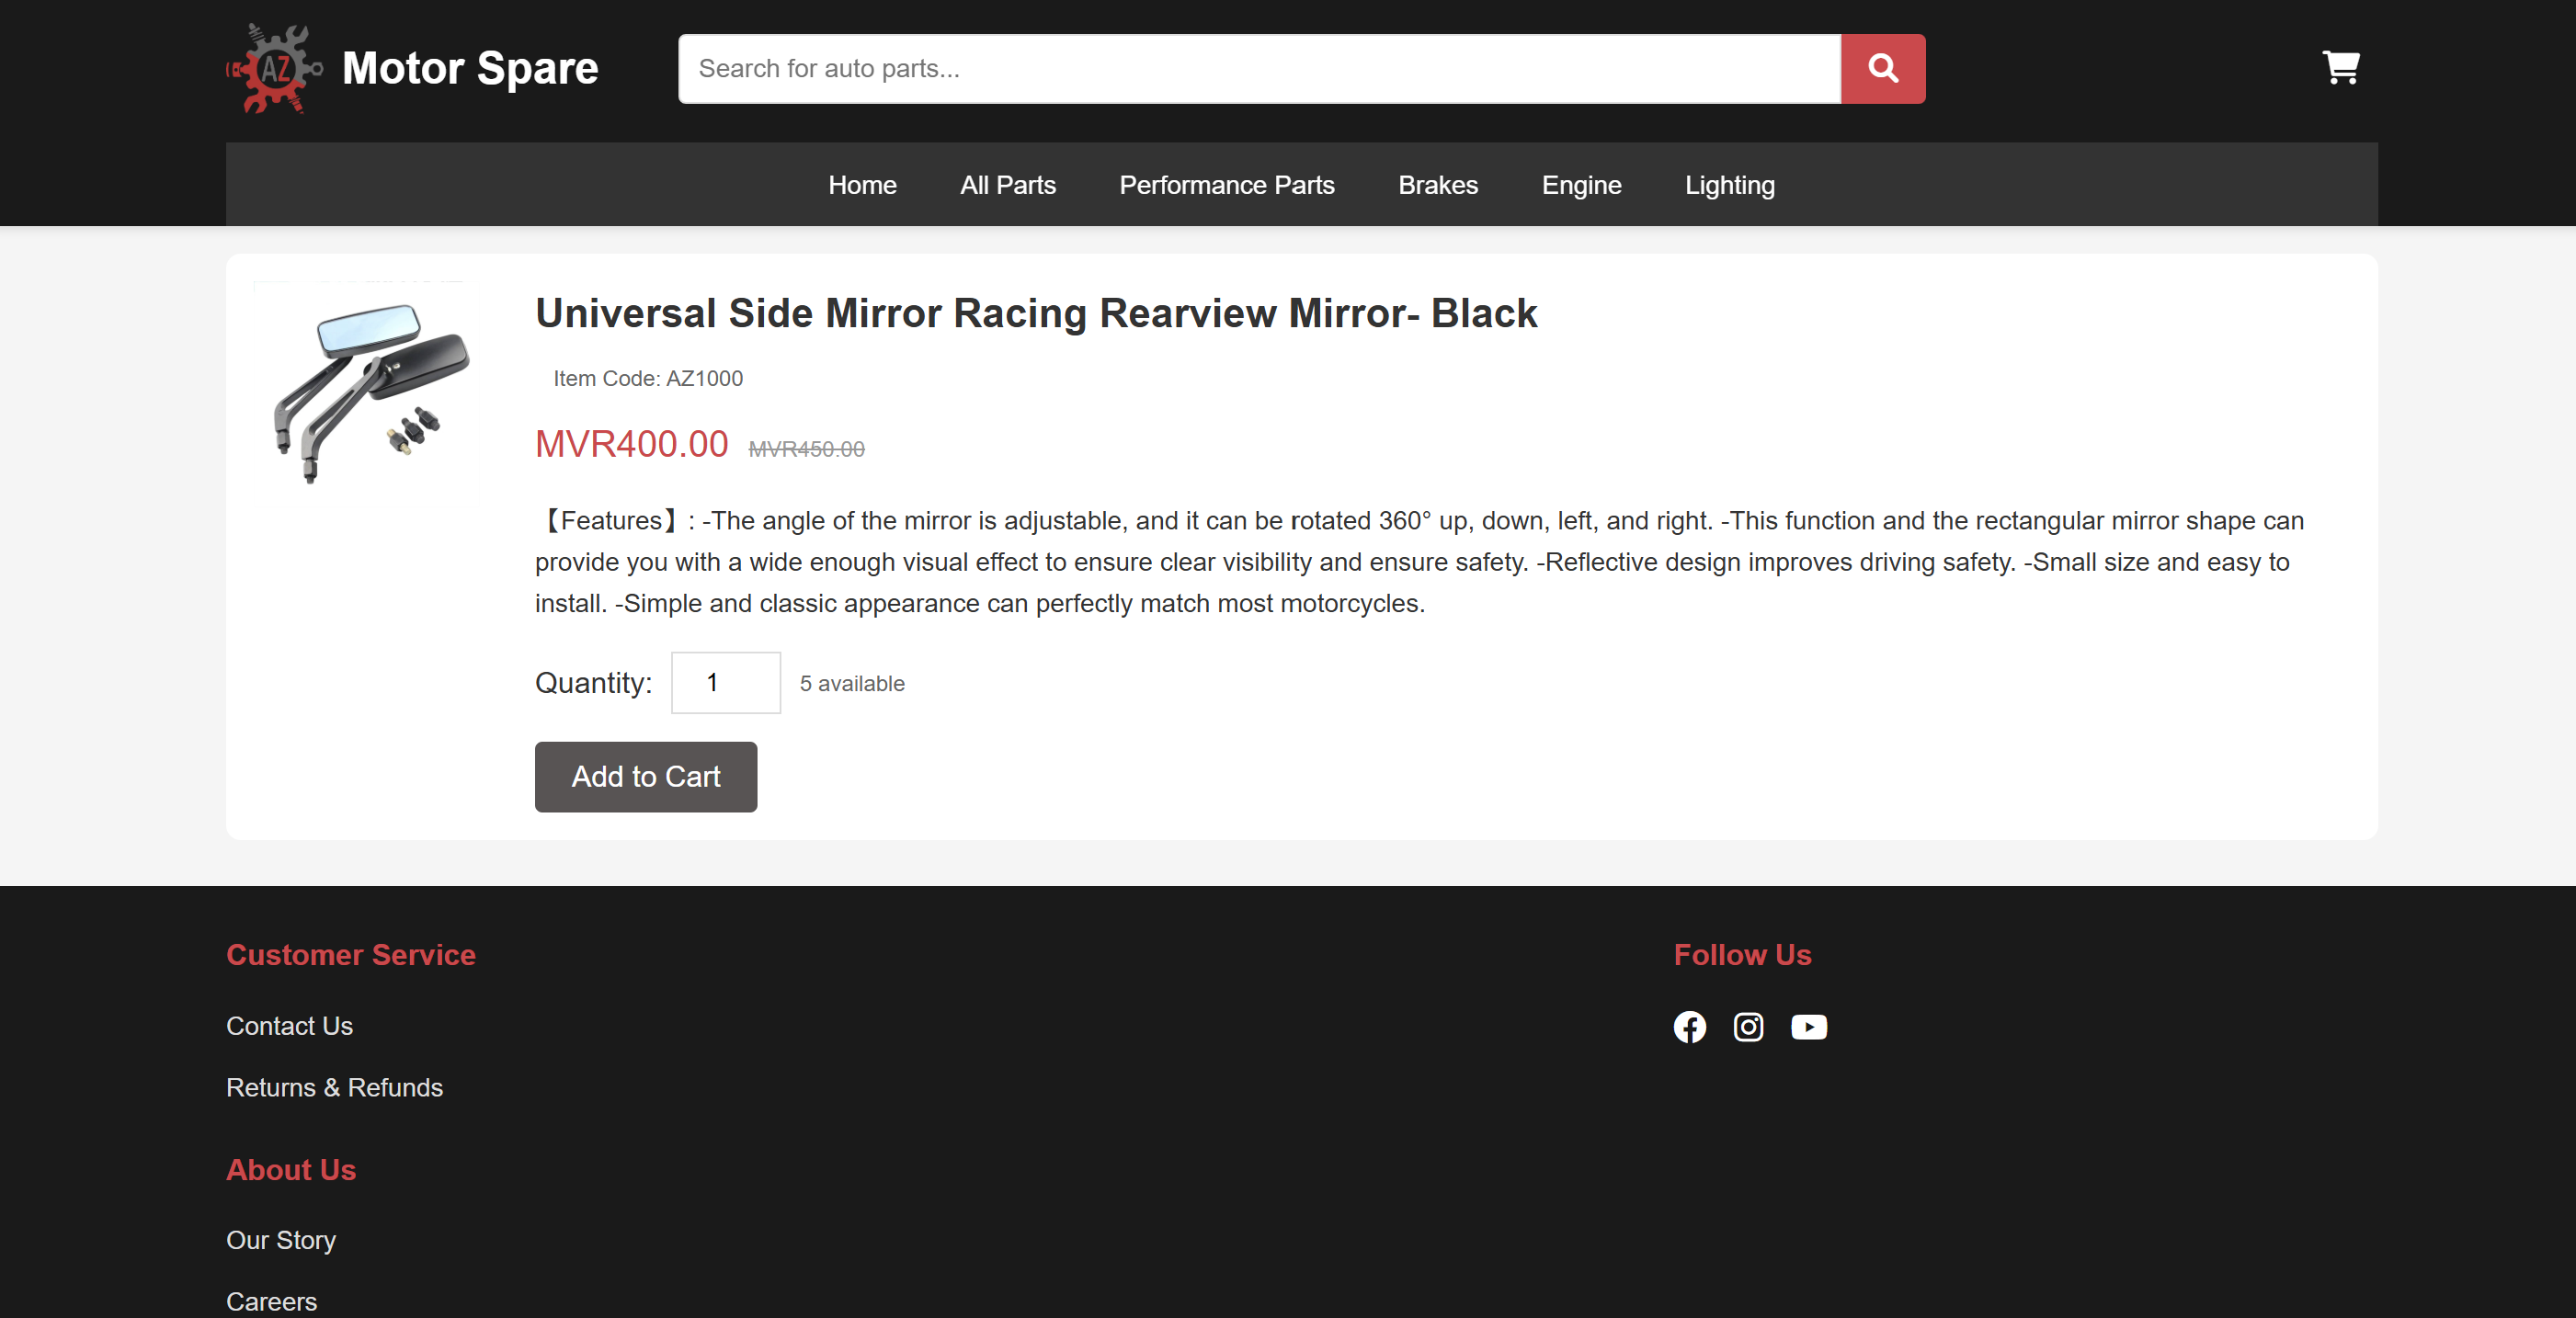 AZ
Motor Spare
Search for auto parts...
Home
All Parts
Performance Parts
Brakes
Engine
Lighting
Universal Side Mirror Racing Rearview Mirror- Black
Item Code: AZ1000
MVR400.00 MVR450.00
【Features】: -The angle of the mirror is adjustable, and it can be rotated 360° up, down, left, and right. -This function and the rectangular mirror shape can
provide you with a wide enough visual effect to ensure clear visibility and ensure safety. -Reflective design improves driving safety. -Small size and easy to
install. -Simple and classic appearance can perfectly match most motorcycles.
Quantity: 1 5 available
Add to Cart
Customer Service
Contact Us
Returns & Refunds
About Us
Our Story
Careers
Follow Us